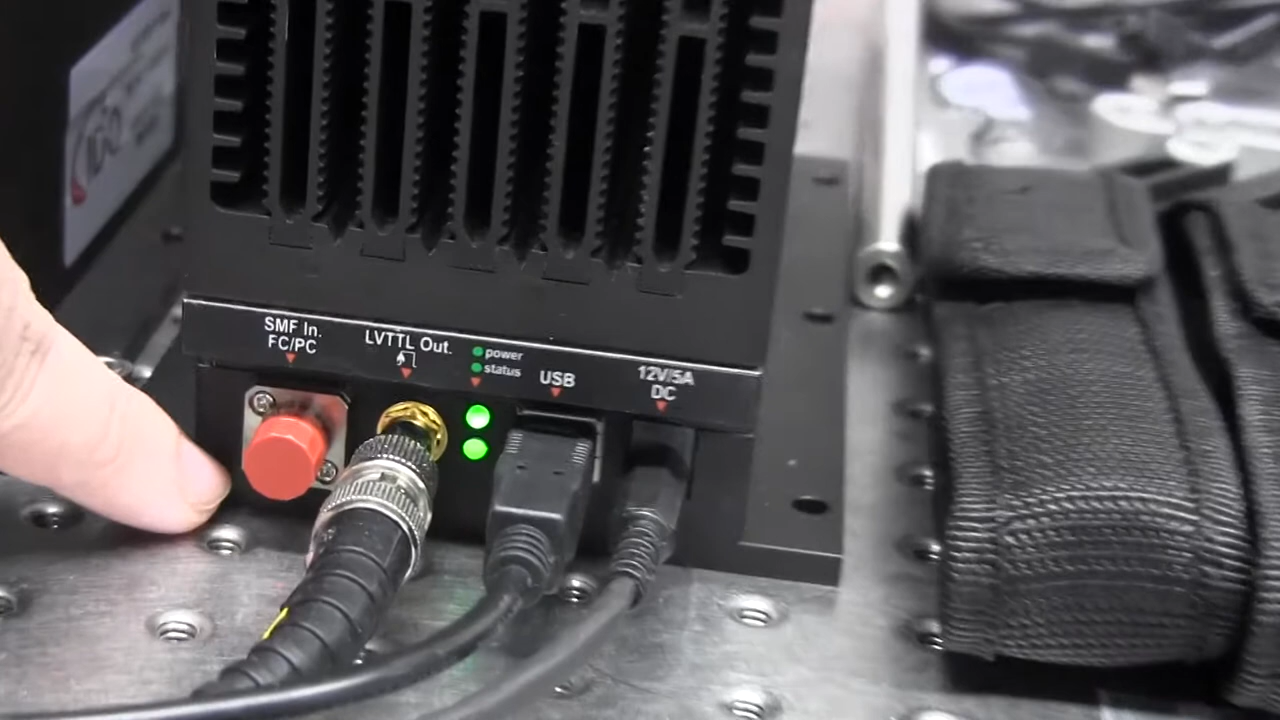 SMF In.
FC/PC
LVTTL Out.
power
status
USB
12V/5A
DC